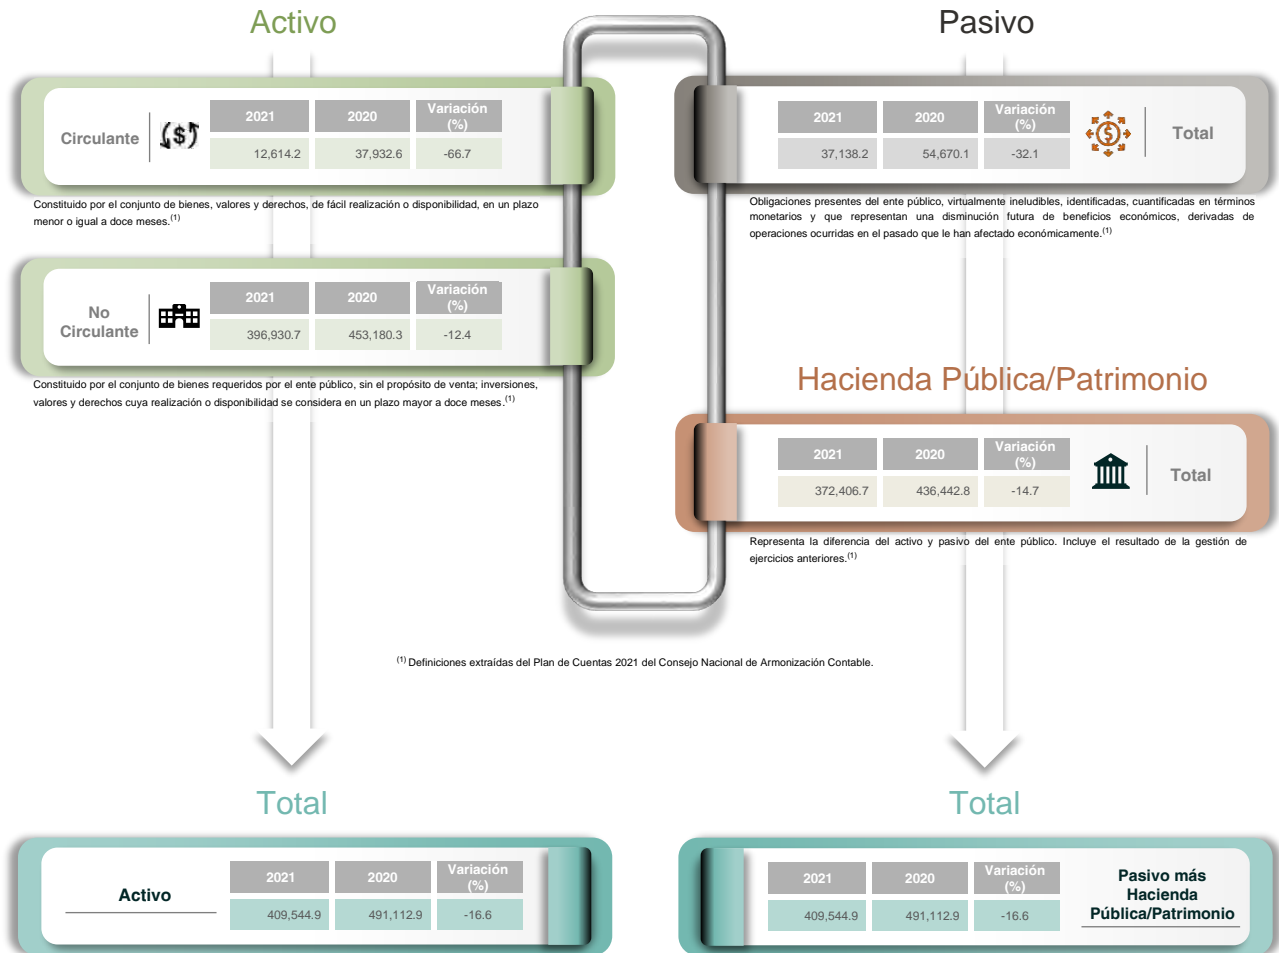 Activo
Circulante
2021 2020 Variación (%)
12,614.2 37,932.6 -66.7
Constituido por el conjunto de bienes, valores y derechos, de fácil realización o disponibilidad, en un plazo
menor o igual a doce meses.(1)
No
Circulante
2021 2020 Variación (%)
396,930.7 453,180.3 -12.4
Constituido por el conjunto de bienes requeridos por el ente público, sin el propósito de venta; inversiones,
valores y derechos cuya realización o disponibilidad se considera en un plazo mayor a doce meses.(1)
Pasivo
2021 2020 Variación (%)
37,138.2 54,670.1 -32.1
Total
Obligaciones presentes del ente público, virtualmente ineludibles, identificadas, cuantificadas en términos
monetarios y que representan una disminución futura de beneficios económicos, derivadas de
operaciones ocurridas en el pasado que le han afectado económicamente.(1)
Hacienda Pública/Patrimonio
2021 2020 Variación (%)
372,406.7 436,442.8 -14.7
Total
Representa la diferencia del activo y pasivo del ente público. Incluye el resultado de la gestión de
ejercicios anteriores.(1)
(1) Definiciones extraídas del Plan de Cuentas 2021 del Consejo Nacional de Armonización Contable.
Total
Activo
2021 2020 Variación (%)
409,544.9 491,112.9 -16.6
Total
2021 2020 Variación (%)
409,544.9 491,112.9 -16.6
Pasivo más
Hacienda
Pública/Patrimonio